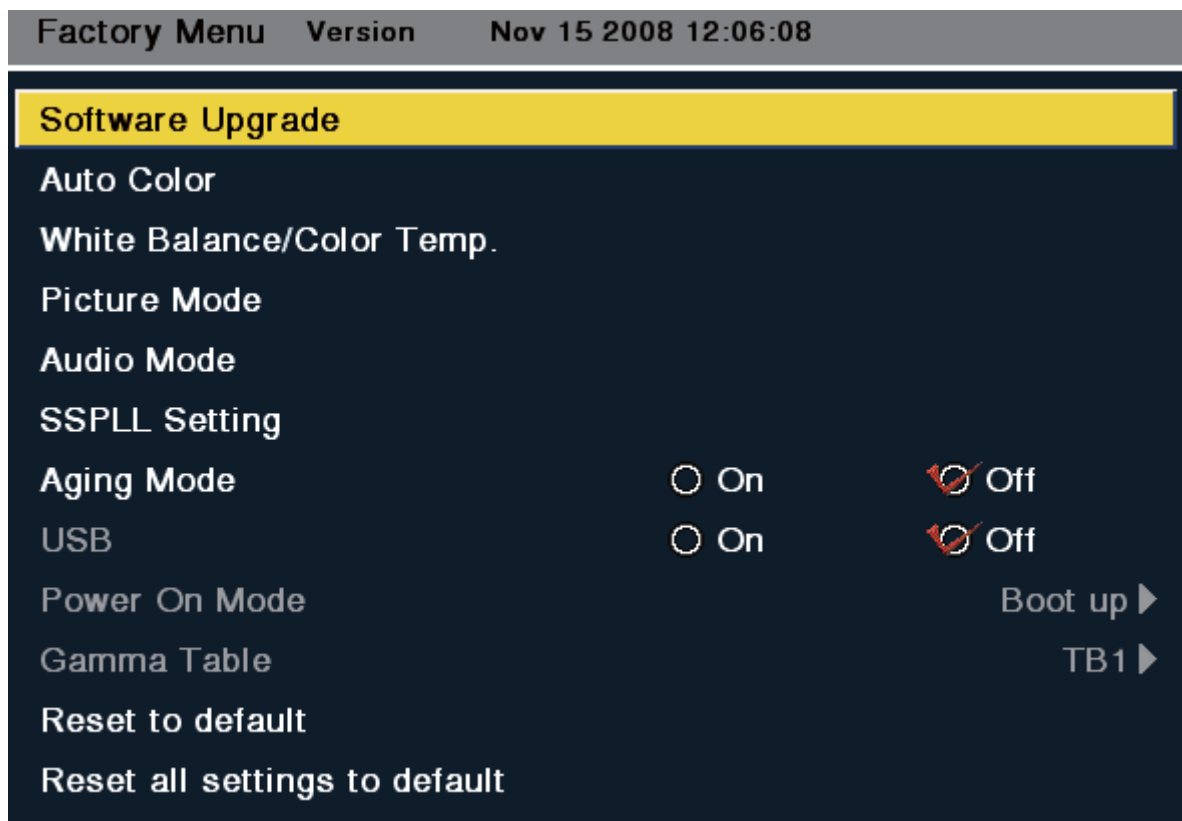 Factory Menu Version Nov 15 2008 12:06:08
Software Upgrade
Auto Color
White Balance/Color Temp.
Picture Mode
Audio Mode
SSPLL Setting
Aging Mode On Off
USB On Off
Power On Mode Boot up
Gamma Table TB1
Reset to default
Reset all settings to default